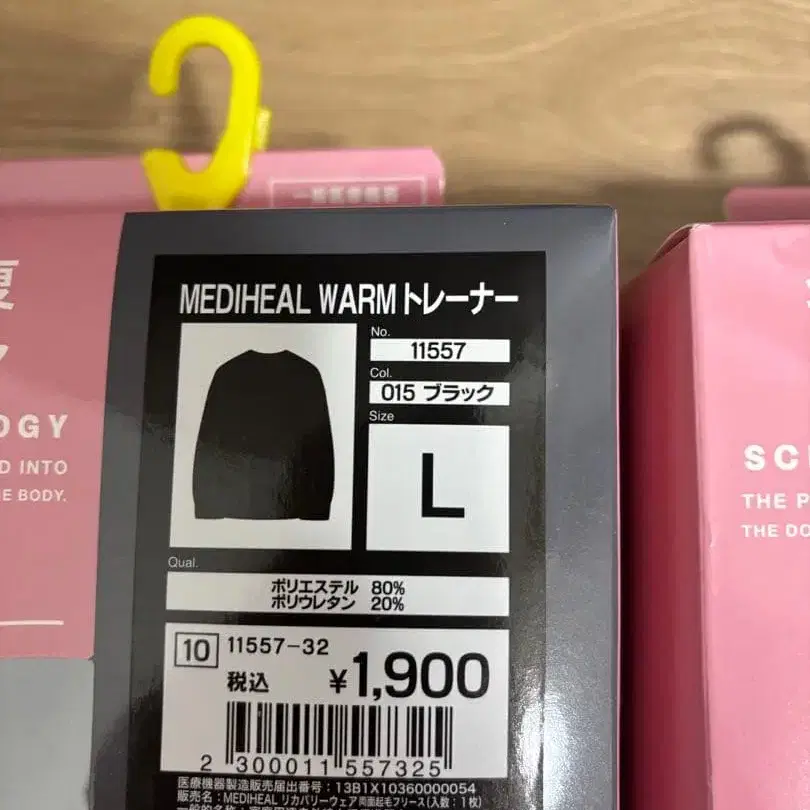 復
OGY
D INTO
E BODY.
MEDIHEAL WARM トレーナー
No.
11557
Col.
015 ブラック
Size
L
Qual.
ポリエステル 80%
ポリウレタン 20%
10 11557-32
税込 ¥1,900
2 300011 557325
医療機器製造販売届出番号：13B1X10360000054
販売名：MEDIHEAL リカバリーウェア 両面起毛フリース（入数：1枚）
SC
THE P
THE DO